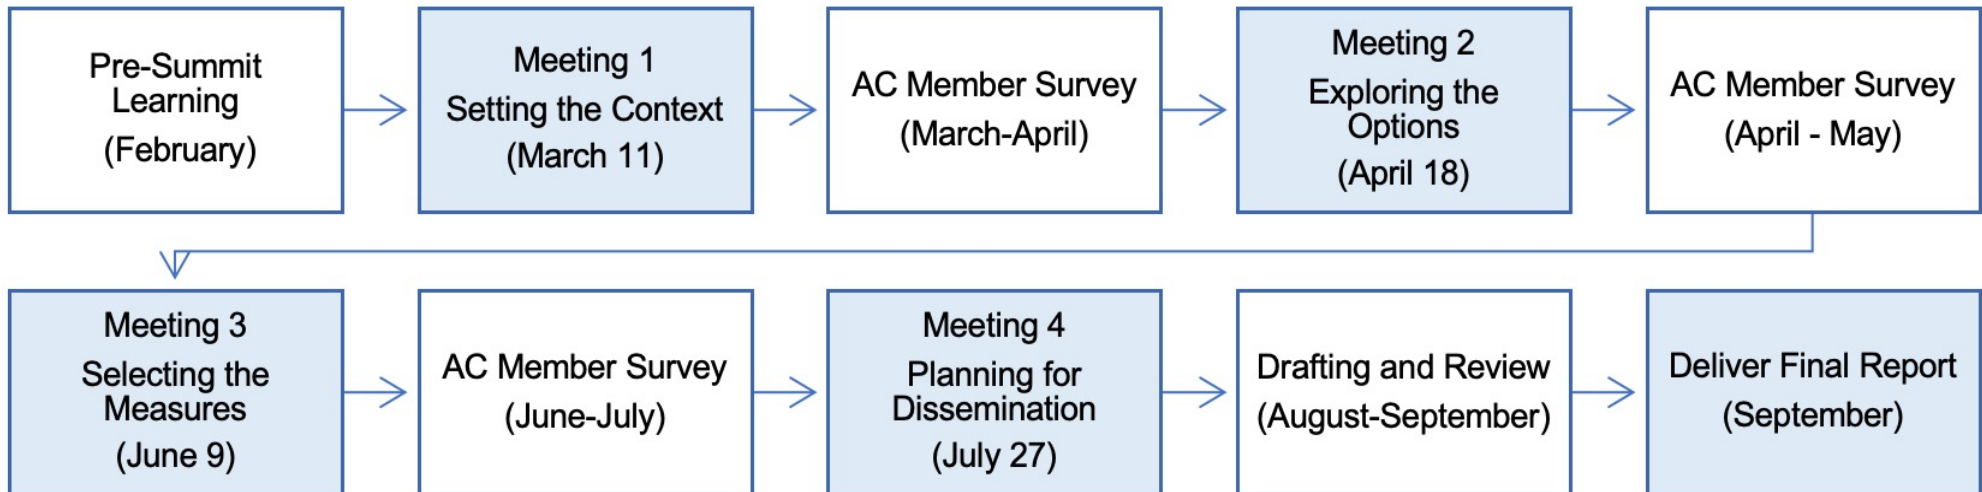 Pre-Summit
Learning
(February)
Meeting 1
Setting the Context
(March 11)
AC Member Survey
(March-April)
Meeting 2
Exploring the
Options
(April 18)
AC Member Survey
(April - May)
Meeting 3
Selecting the
Measures
(June 9)
AC Member Survey
(June-July)
Meeting 4
Planning for
Dissemination
(July 27)
Drafting and Review
(August-September)
Deliver Final Report
(September)